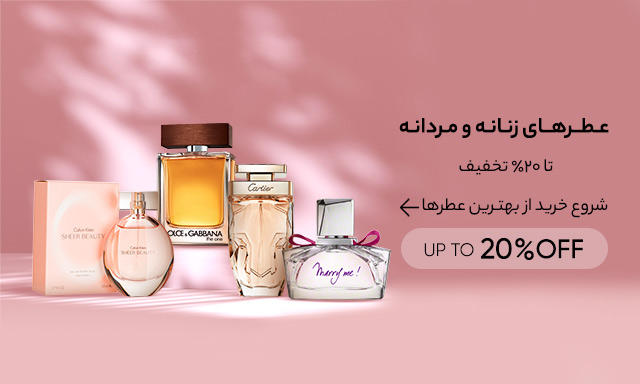 عطرهای زنانه و مردانه
تا ۲۰% تخفیف
شروع خرید از بهترین عطرها
UP TO 20%OFF
Calvin Klein
SHEER BEAUTY
Calvin Klein
SHEER BEAUTY
DOLCE & GABBANA
the one
Cartier
Marry me!